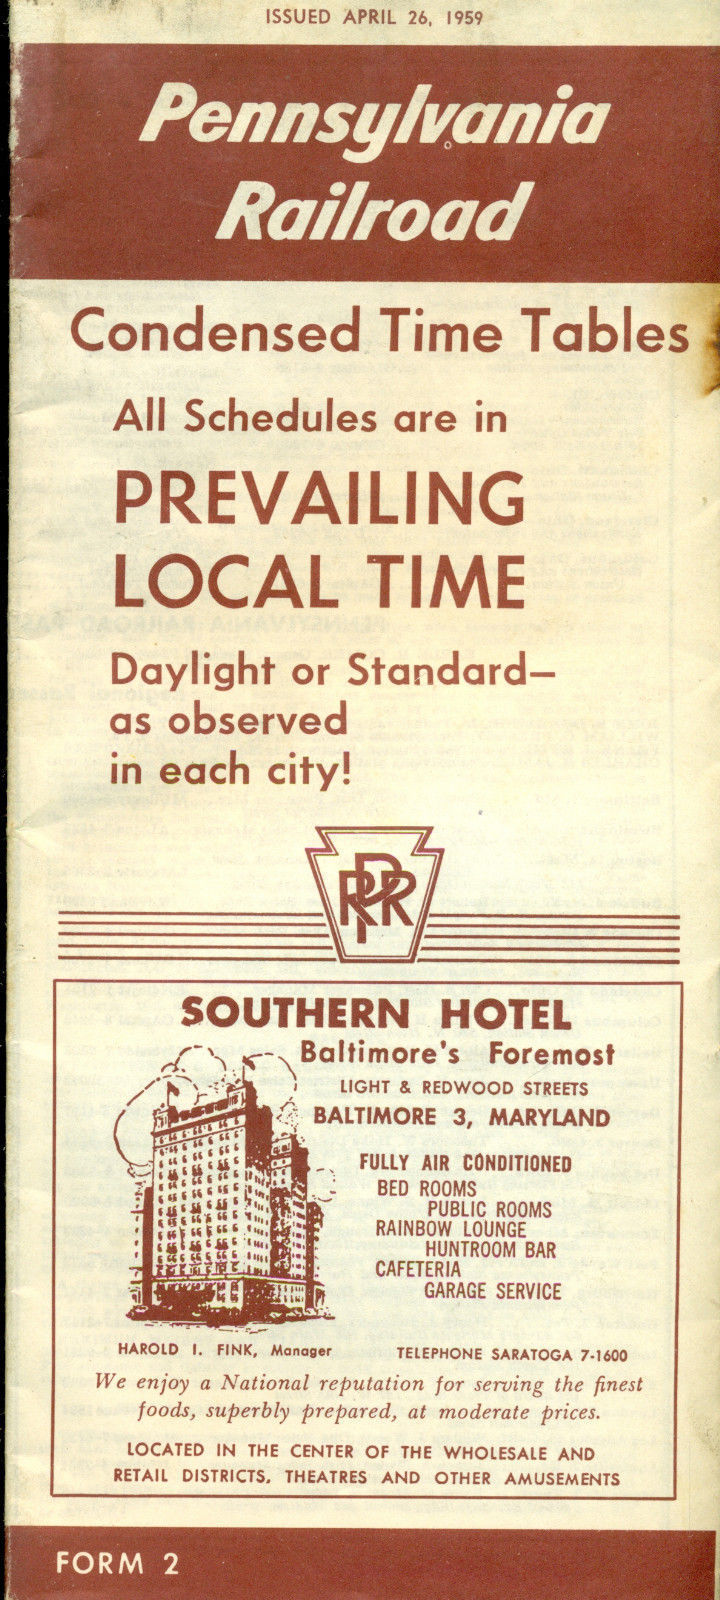 ISSUED APRIL 26, 1959
Pennsylvania
Railroad
Condensed Time Tables
All Schedules are in
PREVAILING
LOCAL TIME
Daylight or Standard—
as observed
in each city!
PRR
SOUTHERN HOTEL
Baltimore's Foremost
LIGHT & REDWOOD STREETS
BALTIMORE 3, MARYLAND
FULLY AIR CONDITIONED
BED ROOMS
PUBLIC ROOMS
RAINBOW LOUNGE
HUNTROOM BAR
CAFETERIA
GARAGE SERVICE
HAROLD I. FINK, Manager TELEPHONE SARATOGA 7-1600
We enjoy a National reputation for serving the finest
foods, superbly prepared, at moderate prices.
LOCATED IN THE CENTER OF THE WHOLESALE AND
RETAIL DISTRICTS, THEATRES AND OTHER AMUSEMENTS
FORM 2